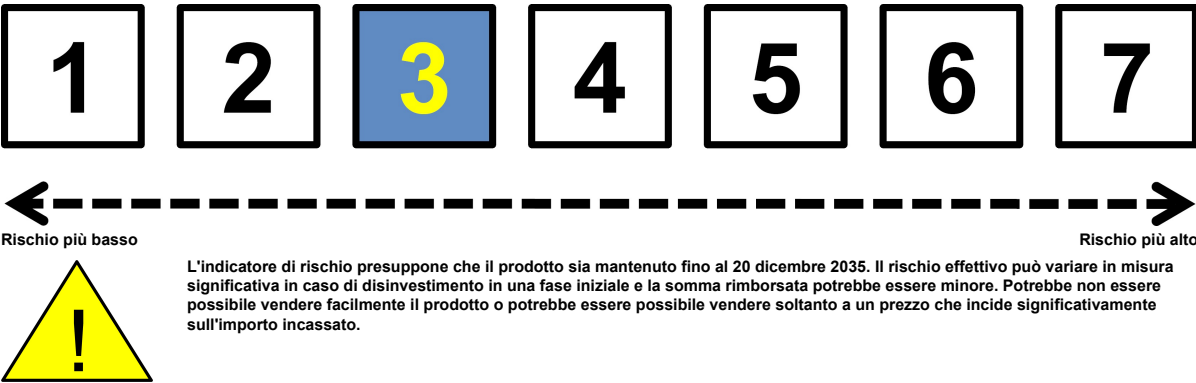 1 2 3 4 5 6 7
Rischio più basso Rischio più alto
L'indicatore di rischio presuppone che il prodotto sia mantenuto fino al 20 dicembre 2035. Il rischio effettivo può variare in misura
significativa in caso di disinvestimento in una fase iniziale e la somma rimborsata potrebbe essere minore. Potrebbe non essere
possibile vendere facilmente il prodotto o potrebbe essere possibile vendere soltanto a un prezzo che incide significativamente
sull'importo incassato.
!